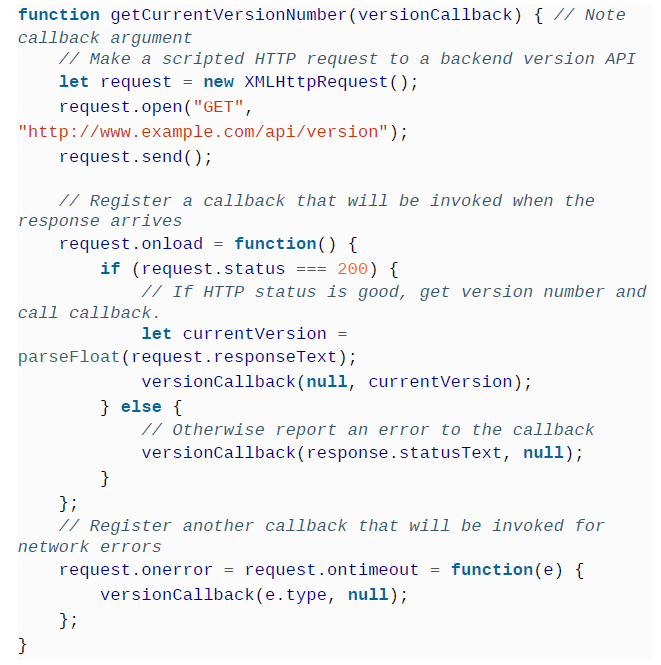 function getCurrentVersionNumber(versionCallback) { // Note
callback argument
    // Make a scripted HTTP request to a backend version API
    let request = new XMLHttpRequest();
    request.open("GET",
"http://www.example.com/api/version");
    request.send();

    // Register a callback that will be invoked when the
response arrives
    request.onload = function() {
        if (request.status === 200) {
            // If HTTP status is good, get version number and
call callback.
            let currentVersion =
parseFloat(request.responseText);
            versionCallback(null, currentVersion);
        } else {
            // Otherwise report an error to the callback
            versionCallback(response.statusText, null);
        }
    };
    // Register another callback that will be invoked for
network errors
    request.onerror = request.ontimeout = function(e) {
        versionCallback(e.type, null);
    };
}